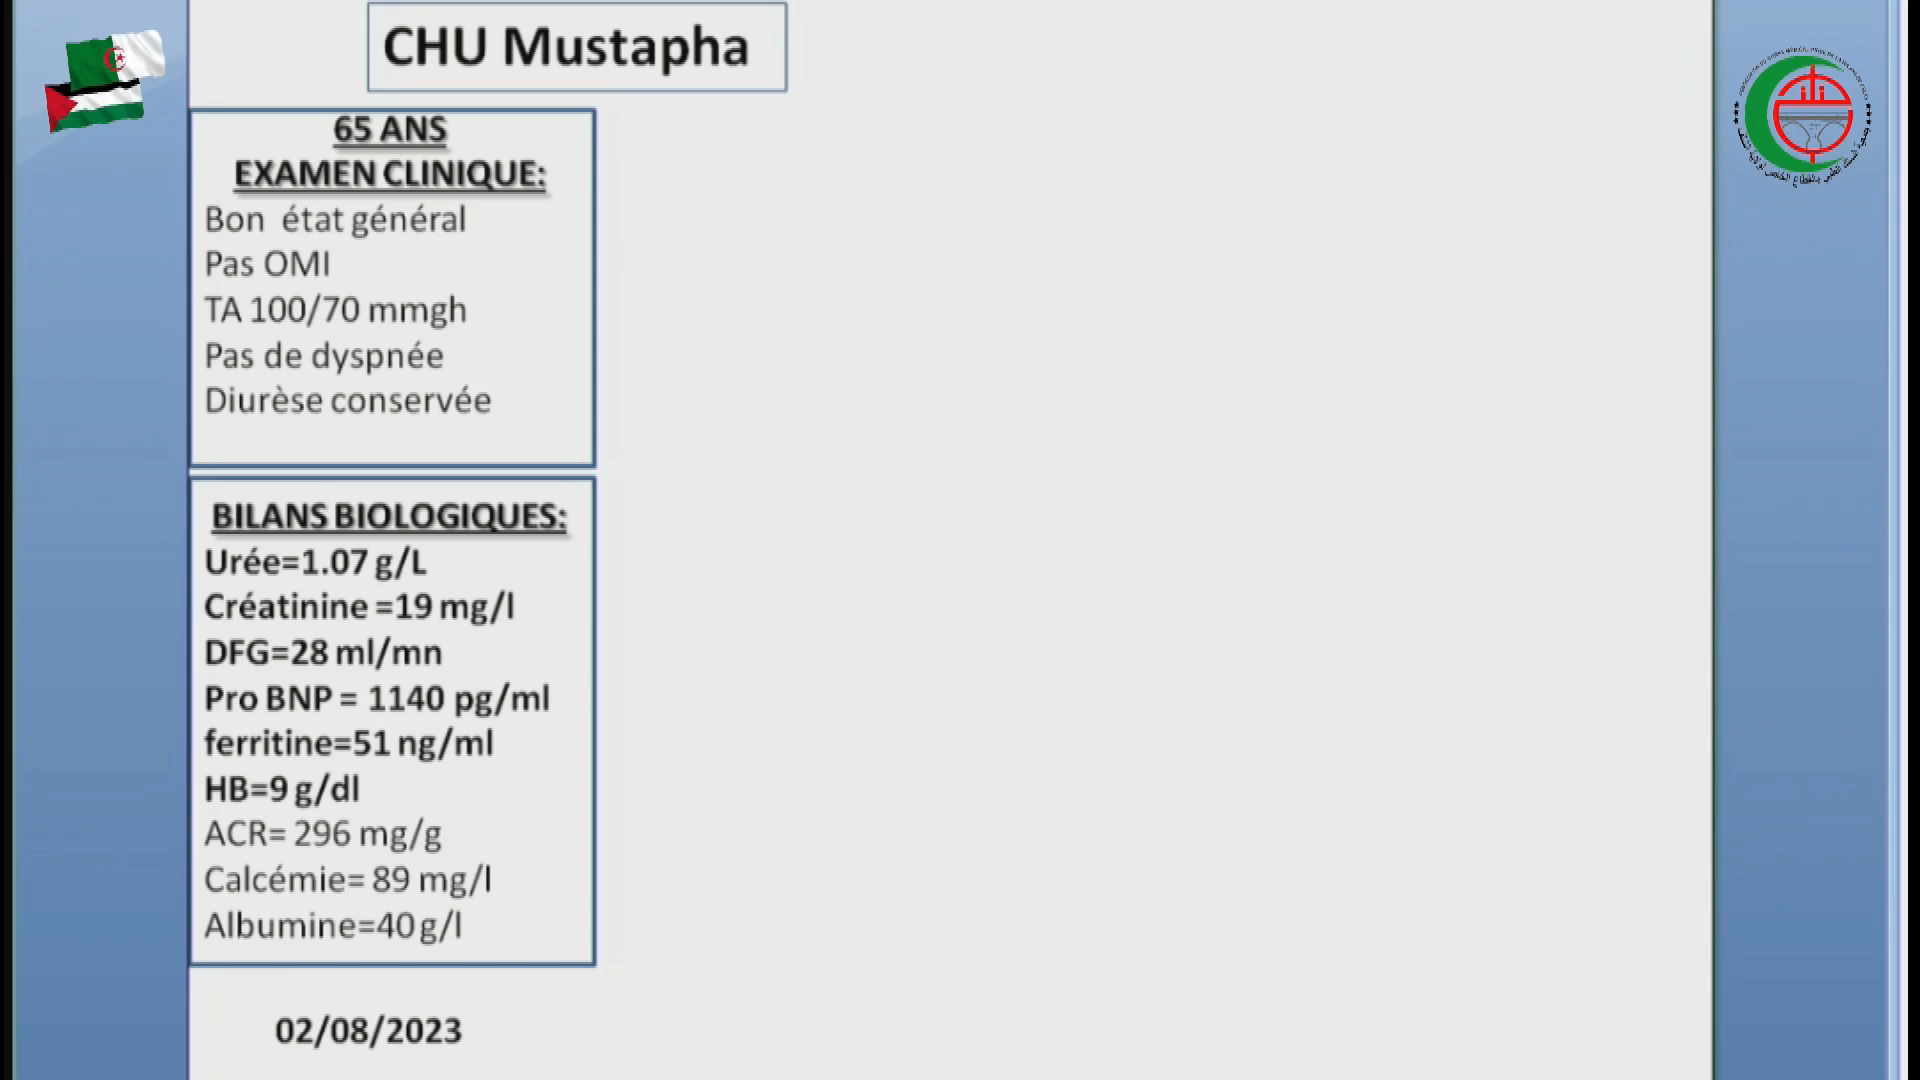 CHU Mustapha
65 ANS
EXAMEN CLINIQUE:
Bon état général
Pas OMI
TA 100/70 mmgh
Pas de dyspnée
Diurèse conservée
BILANS BIOLOGIQUES:
Urée=1.07 g/L
Créatinine =19 mg/l
DFG=28 ml/mn
Pro BNP = 1140 pg/ml
ferritine=51 ng/ml
HB=9 g/dl
ACR= 296 mg/g
Calcémie= 89 mg/l
Albumine=40 g/l
02/08/2023